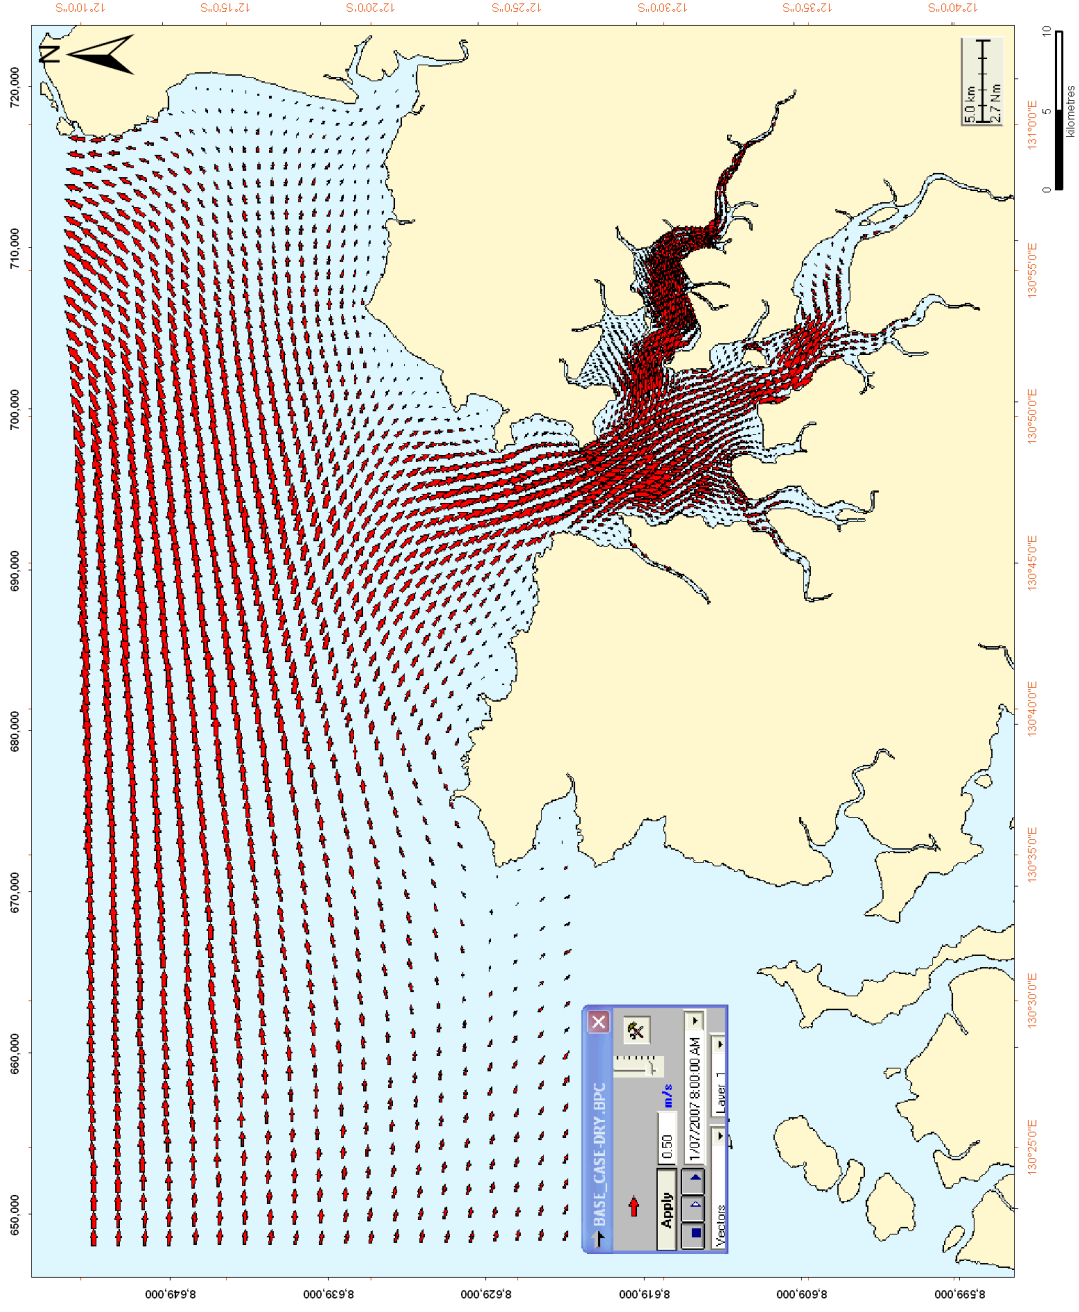 650,000
660,000
670,000
680,000
690,000
700,000
710,000
720,000
N
8,649,000
8,639,000
8,629,000
8,619,000
8,609,000
8,599,000
12°10'0"S
12°15'0"S
12°20'0"S
12°25'0"S
12°30'0"S
12°35'0"S
12°40'0"S
BASE_CASE-DRY.BPC
Apply
0.50
m/s
1/07/2007 8:00:00 AM
Vectors
Layer 1
5.0 km
2.7 Nm
130°25'0"E
130°30'0"E
130°35'0"E
130°40'0"E
130°45'0"E
130°50'0"E
130°55'0"E
131°0'0"E
0
5
10
kilometres